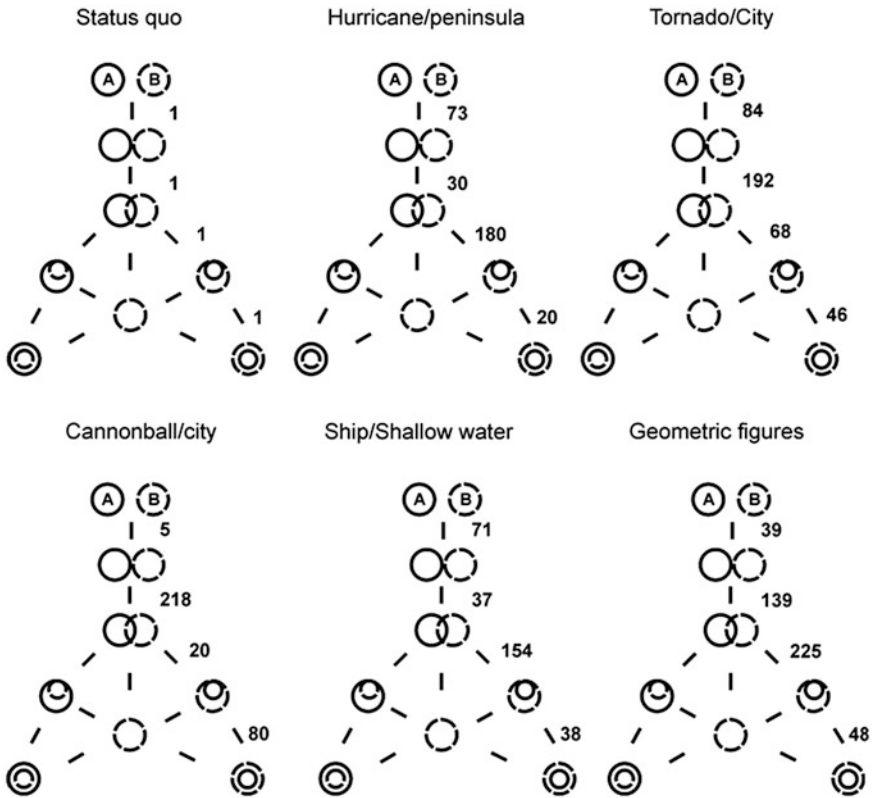 Status quo
Hurricane/peninsula
Tornado/City
A B
1
1
1
1
A B
73
30
180
20
A B
84
192
68
46
Cannonball/city
Ship/Shallow water
Geometric figures
A B
5
218
20
80
A B
71
37
154
38
A B
39
139
225
48